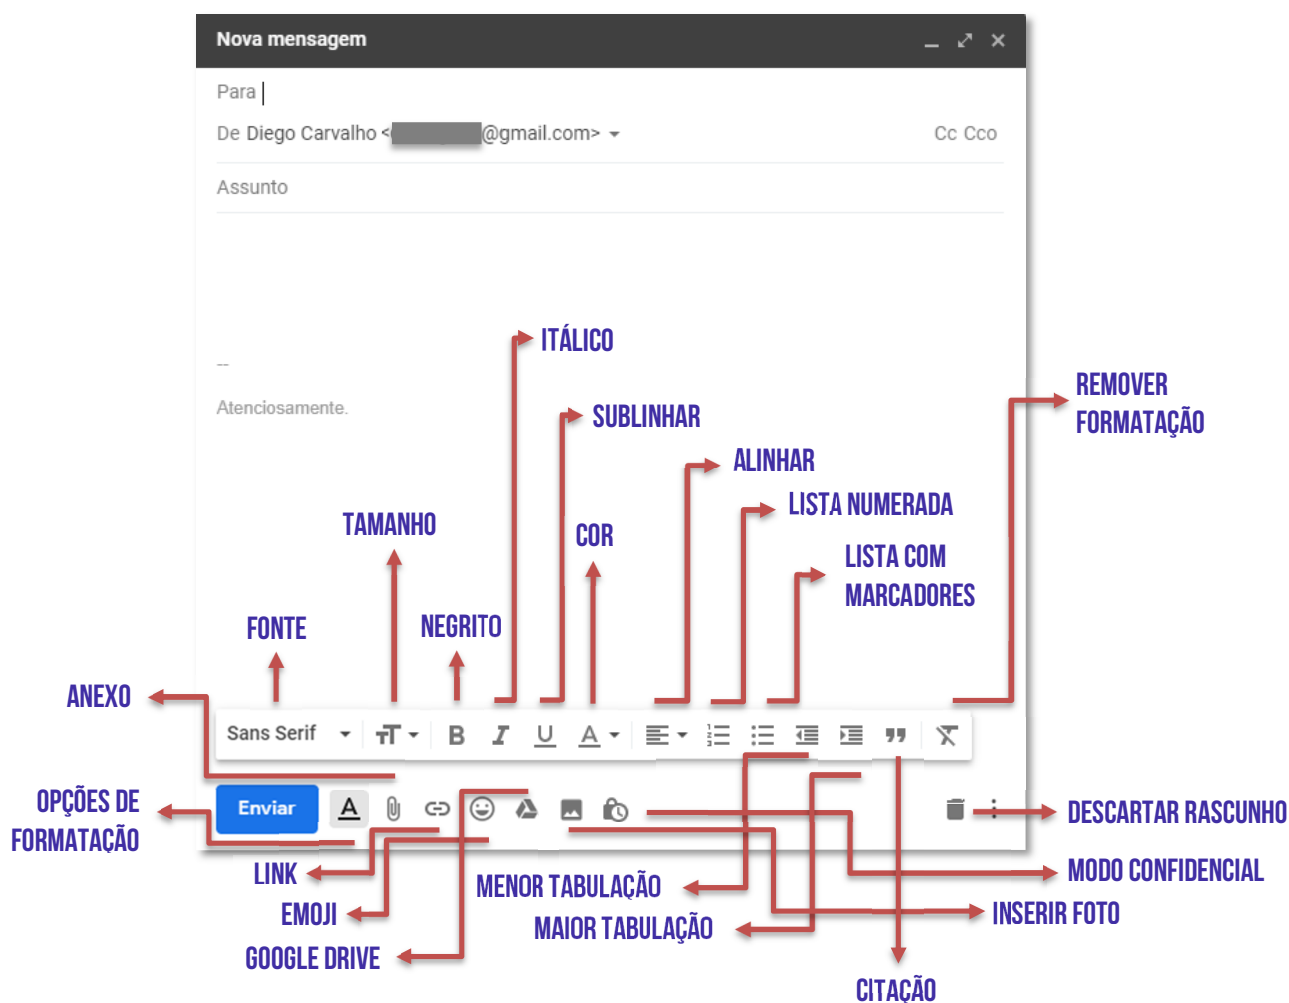 Nova mensagem
Para
De Diego Carvalho < @gmail.com>
Cc Cco
Assunto
ITÁLICO
--
Atenciosamente.
SUBLINHAR
REMOVER
FORMATAÇÃO
ALINHAR
LISTA NUMERADA
TAMANHO
COR
LISTA COM
MARCADORES
FONTE
NEGRITO
ANEXO
Sans Serif
OPÇÕES DE
FORMATAÇÃO
Enviar
DESCARTAR RASCUNHO
LINK
MENOR TABULAÇÃO
MODO CONFIDENCIAL
EMOJI
MAIOR TABULAÇÃO
INSERIR FOTO
GOOGLE DRIVE
CITAÇÃO